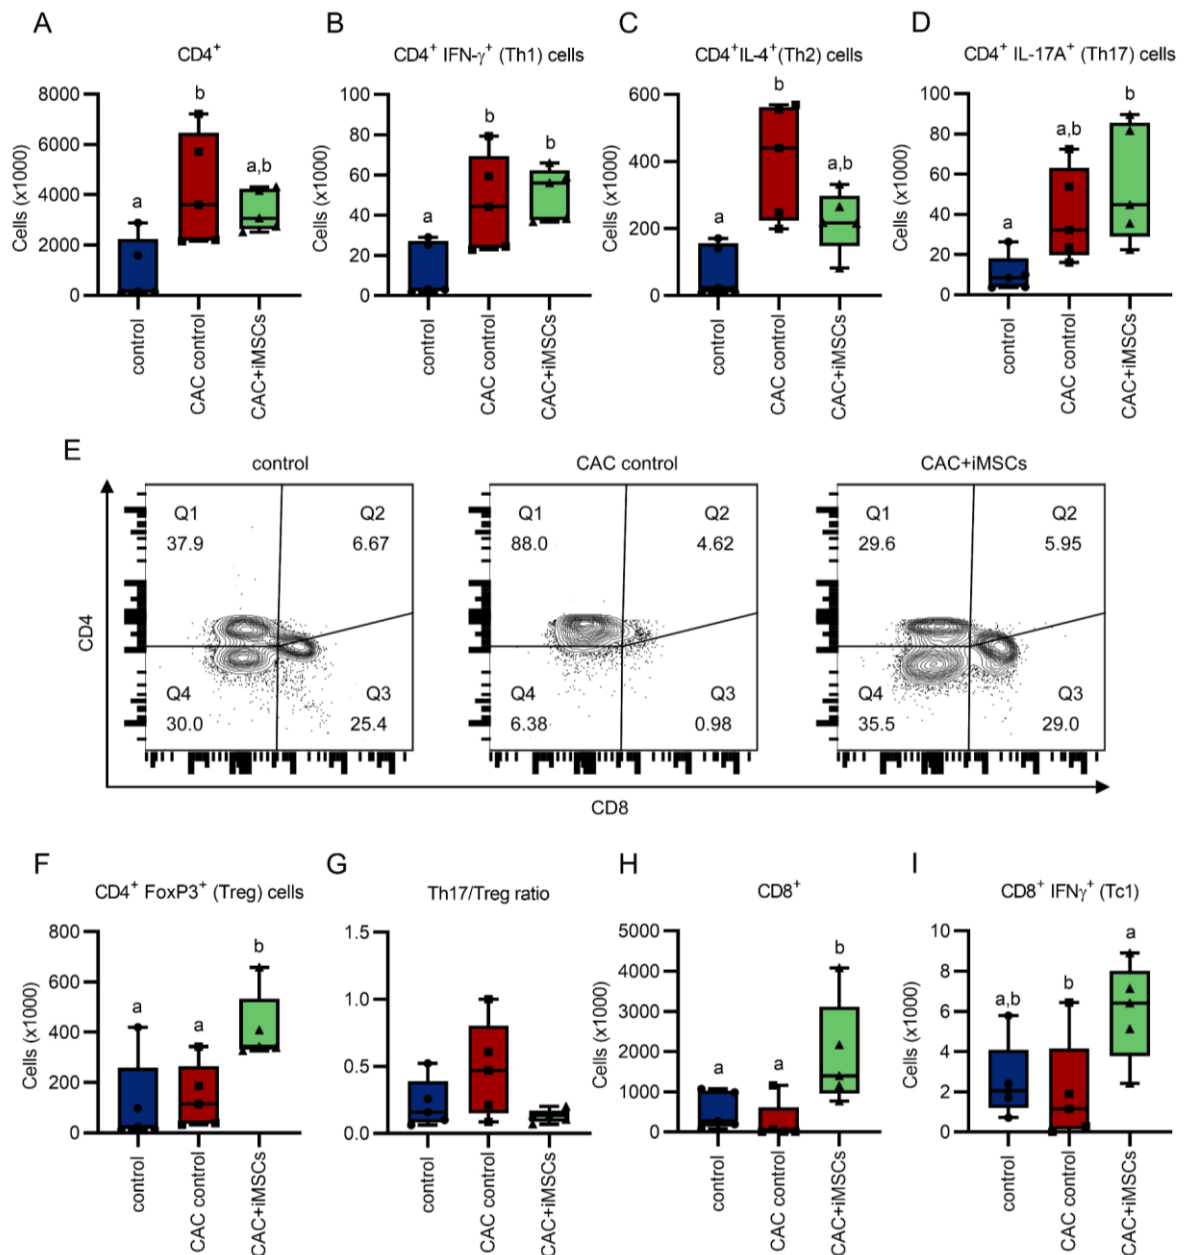 A
CD4+
Cells (x1000)
8000
6000
4000
2000
0
a
b
a,b
control
CAC control
CAC+iMSCs
B
CD4+ IFN-γ+ (Th1) cells
Cells (x1000)
100
80
60
40
20
0
a
b
b
control
CAC control
CAC+iMSCs
C
CD4+IL-4+(Th2) cells
Cells (x1000)
600
400
200
0
a
b
a,b
control
CAC control
CAC+iMSCs
D
CD4+ IL-17A+ (Th17) cells
Cells (x1000)
100
80
60
40
20
0
a
a,b
b
control
CAC control
CAC+iMSCs
E
control
CAC control
CAC+iMSCs
CD4
Q1
37.9
Q2
6.67
Q4
30.0
Q3
25.4
Q1
88.0
Q2
4.62
Q4
6.38
Q3
0.98
Q1
29.6
Q2
5.95
Q4
35.5
Q3
29.0
CD8
F
CD4+ FoxP3+ (Treg) cells
Cells (x1000)
800
600
400
200
0
a
a
b
control
CAC control
CAC+iMSCs
G
Th17/Treg ratio
1.5
1.0
0.5
0.0
control
CAC control
CAC+iMSCs
H
CD8+
Cells (x1000)
5000
4000
3000
2000
1000
0
a
a
b
control
CAC control
CAC+iMSCs
I
CD8+ IFNγ+ (Tc1)
Cells (x1000)
10
8
6
4
2
0
a,b
b
a
control
CAC control
CAC+iMSCs